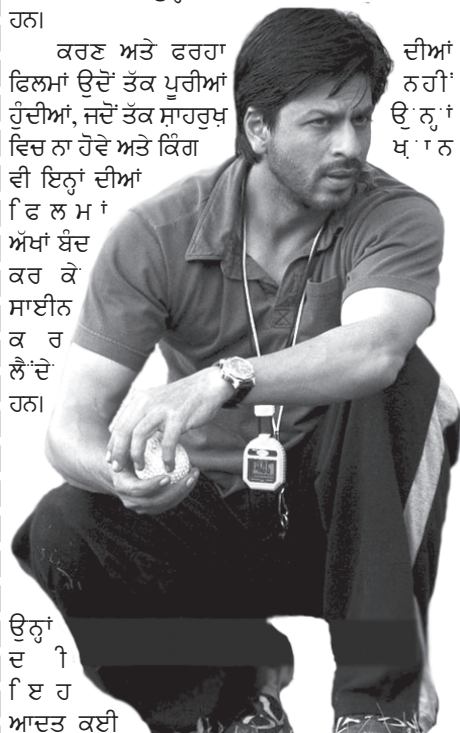 ਹਨ।
ਕਰਣ ਅਤੇ ਫਰਹਾ ਦੀਆਂ
ਫਿਲਮਾਂ ਉਦੋਂ ਤੱਕ ਪੂਰੀਆਂ ਨਹੀਂ
ਹੁੰਦੀਆਂ, ਜਦੋਂ ਤੱਕ ਸ਼ਾਹਰੁਖ਼ ਉਨ੍ਹਾਂ
ਵਿਚ ਨਾ ਹੋਵੇ ਅਤੇ ਕਿੰਗ ਖ਼ਾਨ
ਵੀ ਇਨ੍ਹਾਂ ਦੀਆਂ
ਫਿਲਮਾਂ
ਅੱਖਾਂ ਬੰਦ
ਕਰ ਕੇ
ਸਾਈਨ
ਕਰ
ਲੈਂਦੇ
ਹਨ।
ਉਨ੍ਹਾਂ
ਦੀ
ਇਹ
ਆਦਤ ਕਈ